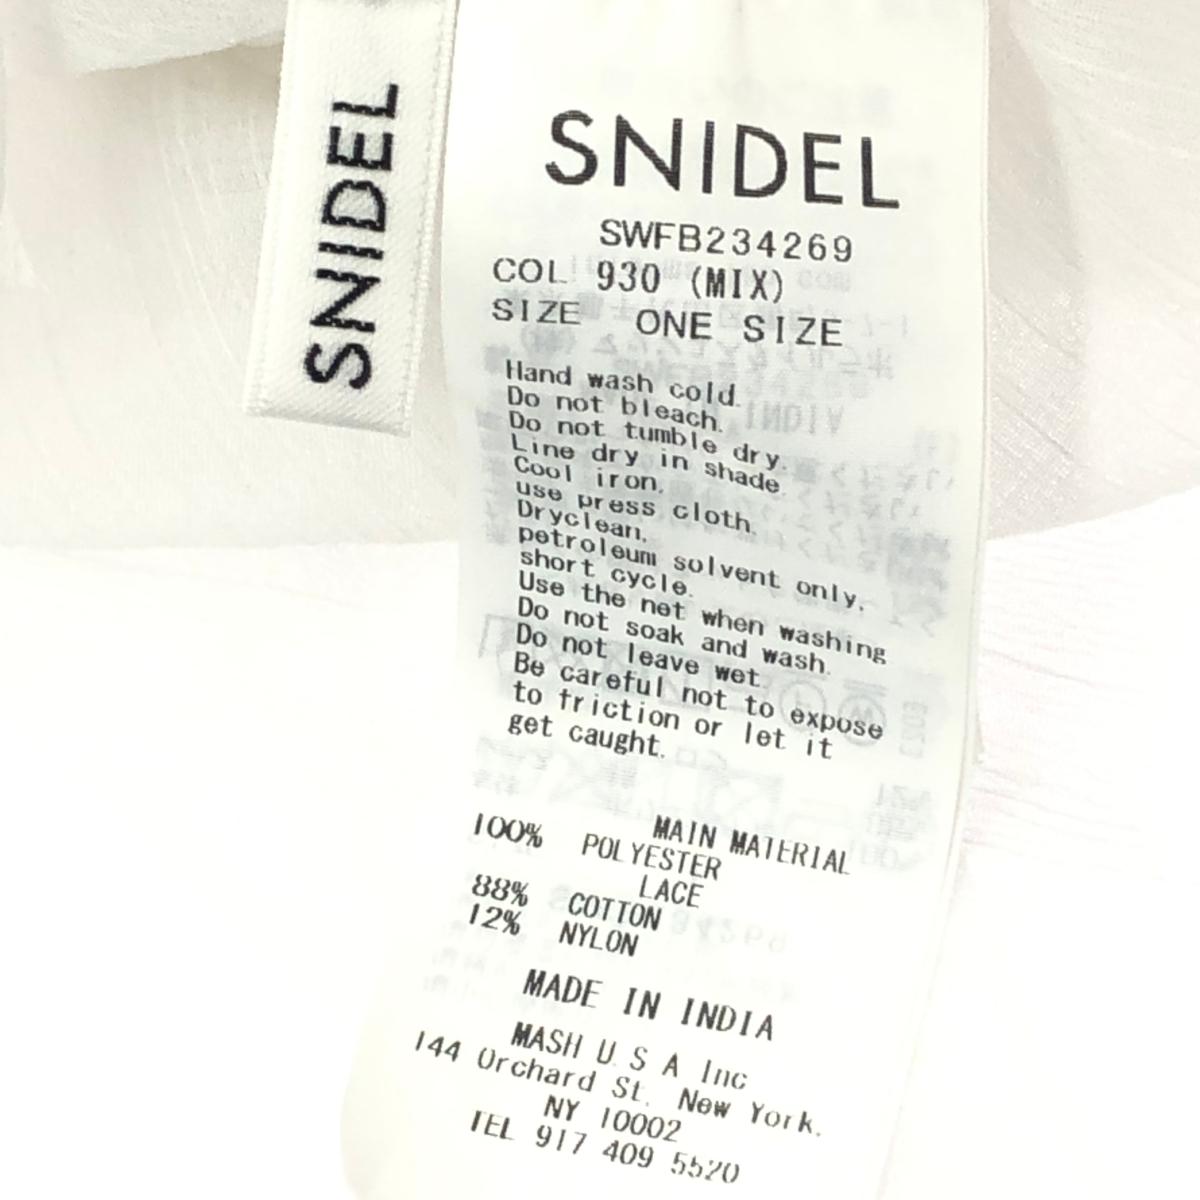 SNIDEL
SNIDEL
SWFB234269
COL 930 (MIX)
SIZE ONE SIZE
Hand wash cold.
Do not bleach.
Do not tumble dry.
Line dry in shade.
Cool iron.
use press cloth.
Dryclean.
petroleum solvent only.
short cycle.
Use the net when washing
Do not soak and wash.
Do not leave wet.
Be careful not to expose
to friction or let it
get caught.
MAIN MATERIAL
100% POLYESTER
LACE
88% COTTON
12% NYLON
MADE IN INDIA
MASH U.S A Inc
144 Orchard St. New York.
NY 10002
TEL 917 409 5520